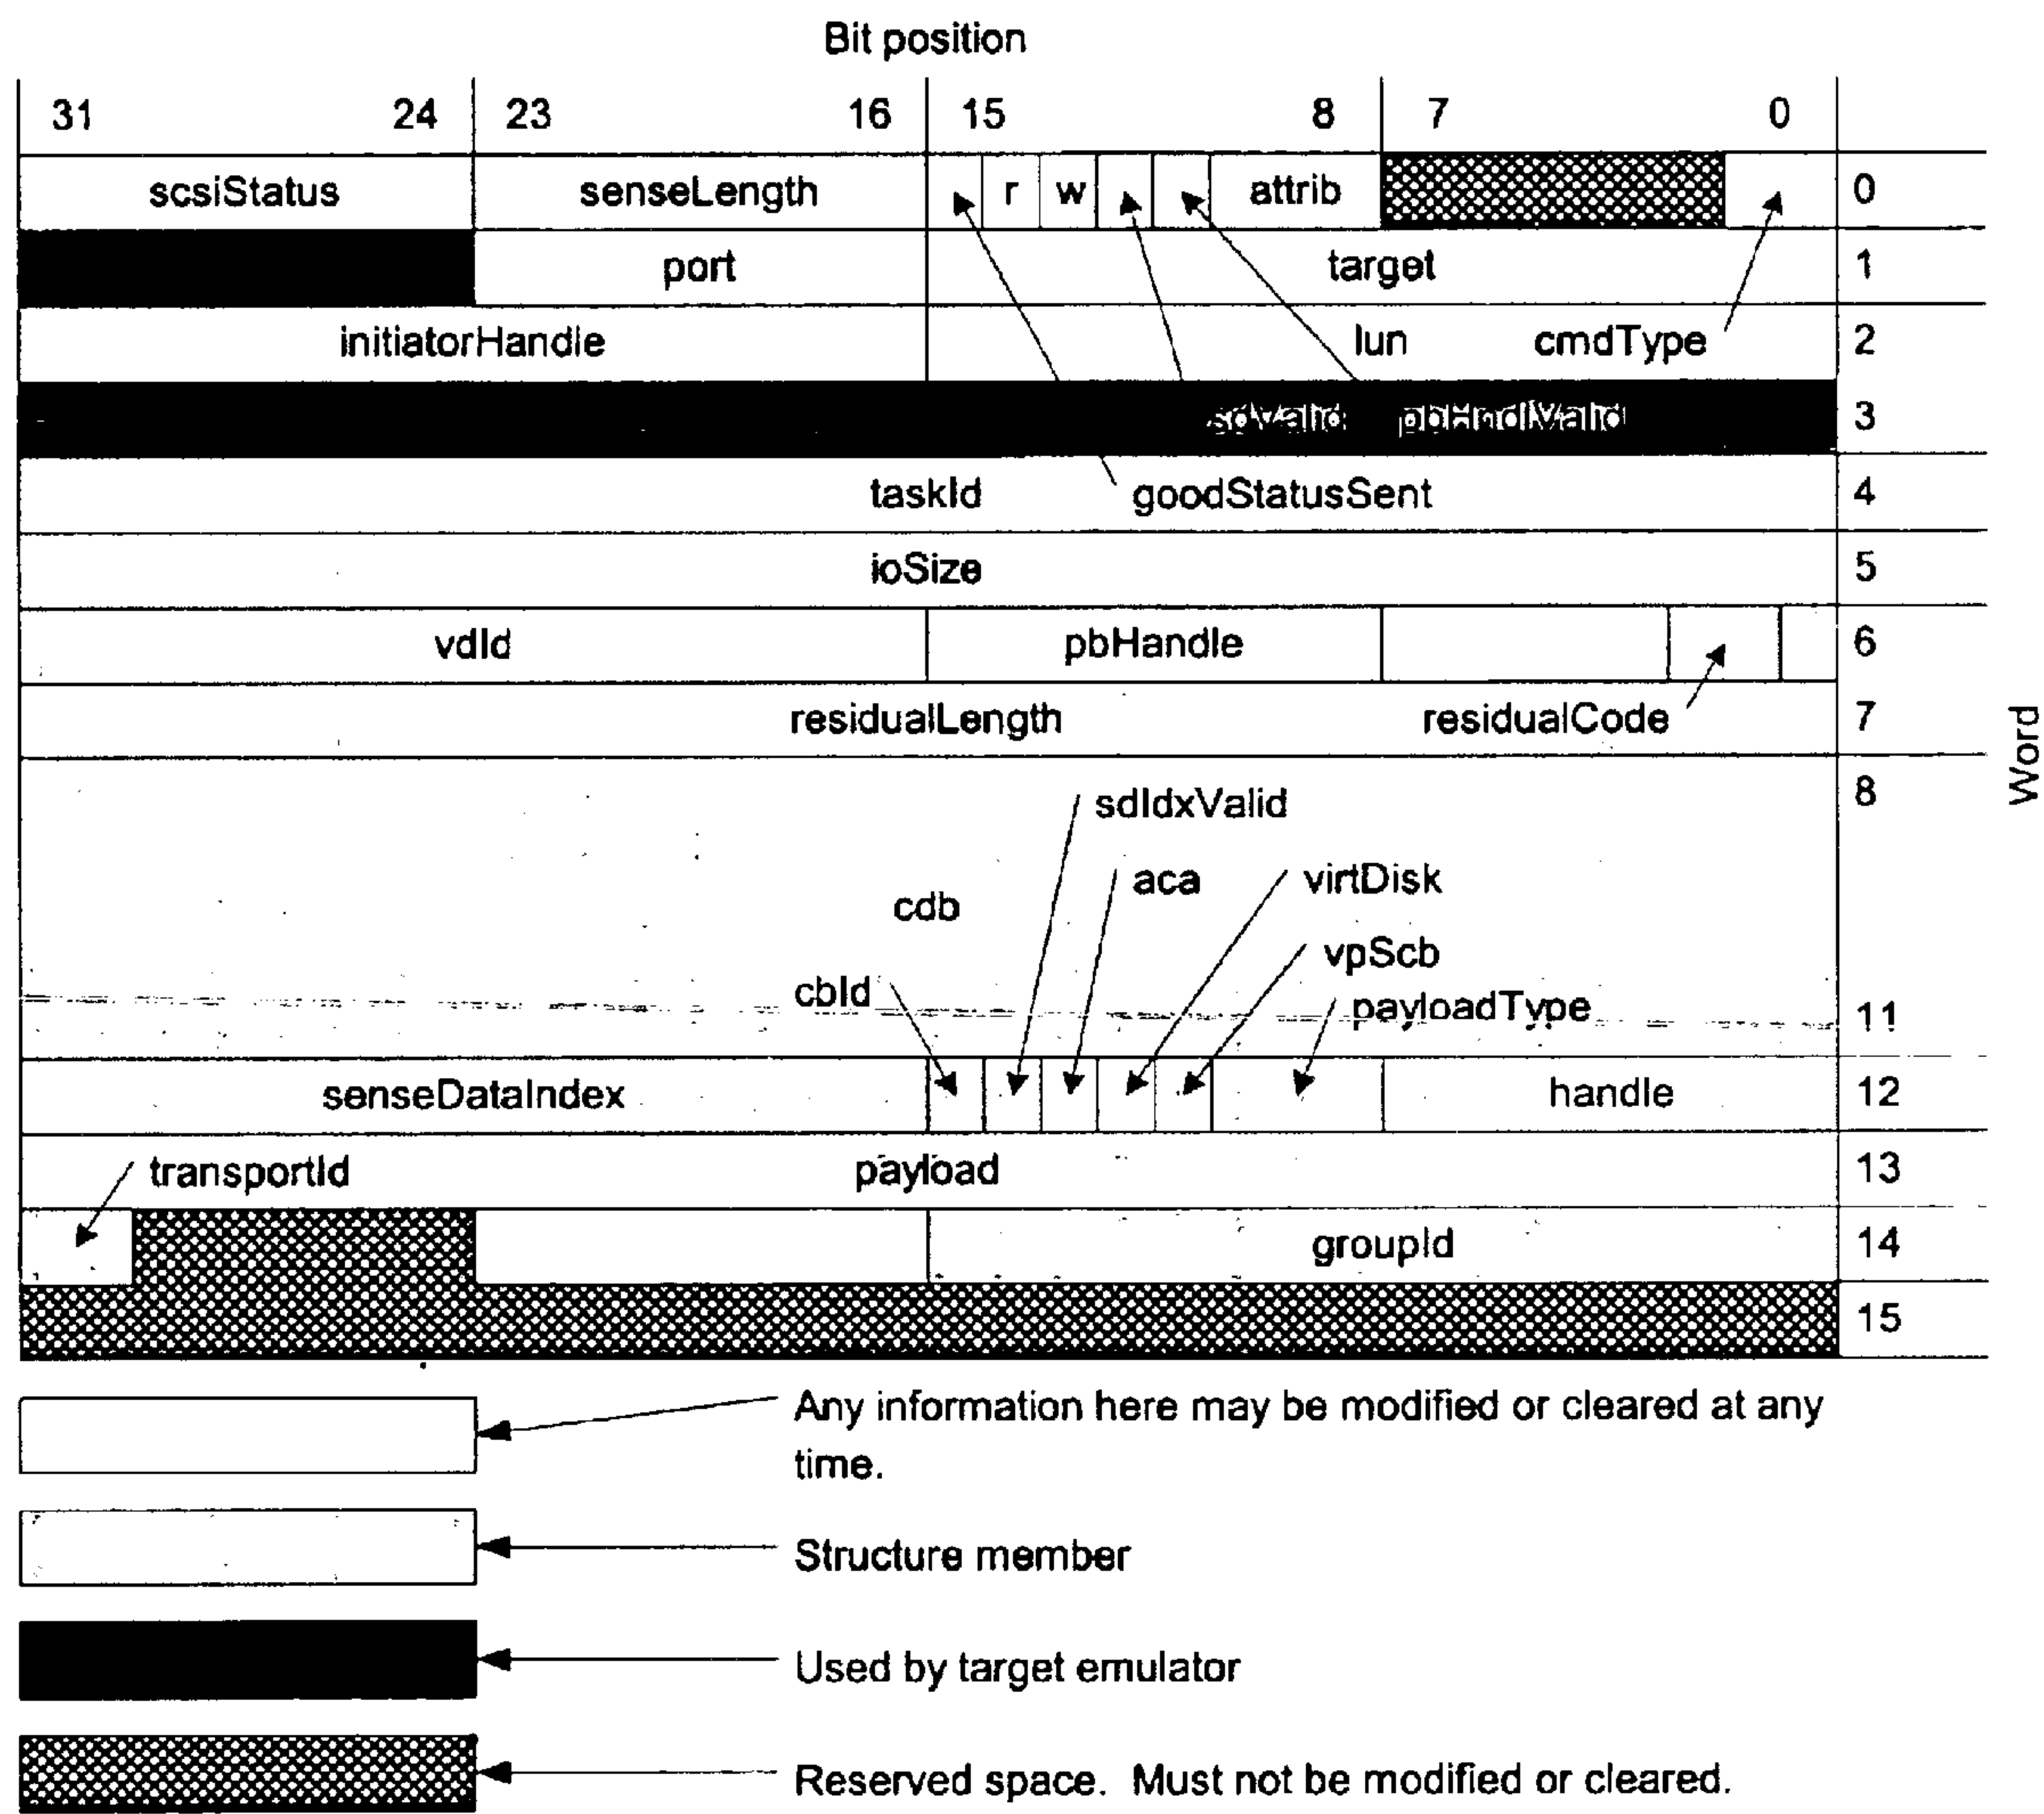 Bit position
31 24 23 16 15 8 7 0
scsiStatus senseLength r w attrib 0
port target 1
initiatorHandle lun cmdType 2
sdValid pbHndlValid 3
taskId goodStatusSent 4
ioSize 5
vdId pbHandle 6
residualLength residualCode 7
Word
8
sdIdxValid
aca virtDisk
cdb
vpScb
cbId payloadType 11
senseDataIndex handle 12
transportId payload 13
groupId 14
15
Any information here may be modified or cleared at any
time.
Structure member
Used by target emulator
Reserved space. Must not be modified or cleared.